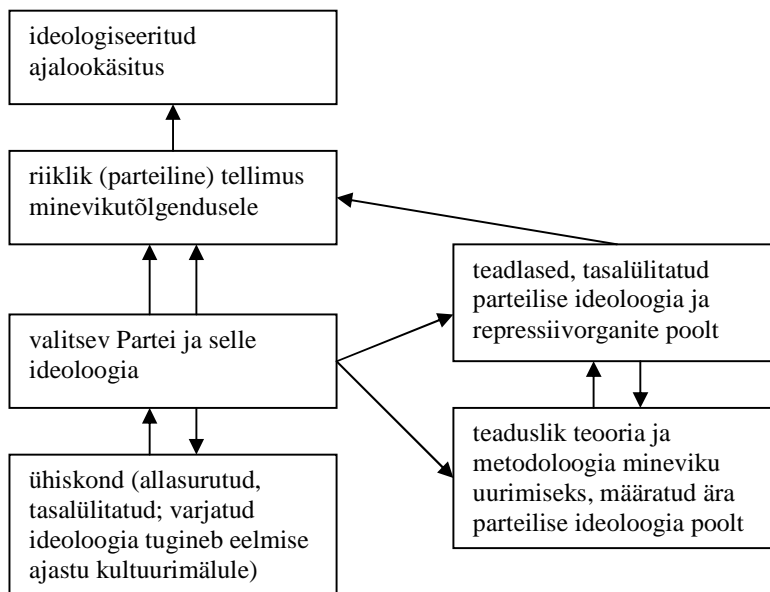 ideologiseeritud
ajalookäsitus
riiklik (parteiline) tellimus
minevikutõlgendusele
teadlased, tasalülitatud
parteilise ideoloogia ja
repressiivorganite poolt
valitsev Partei ja selle
ideoloogia
teaduslik teooria ja
metodoloogia mineviku
uurimiseks, määratud ära
parteilise ideoloogia poolt
ühiskond (allasurutud,
tasalülitatud; varjatud
ideoloogia tugineb eelmise
ajastu kultuurimälule)